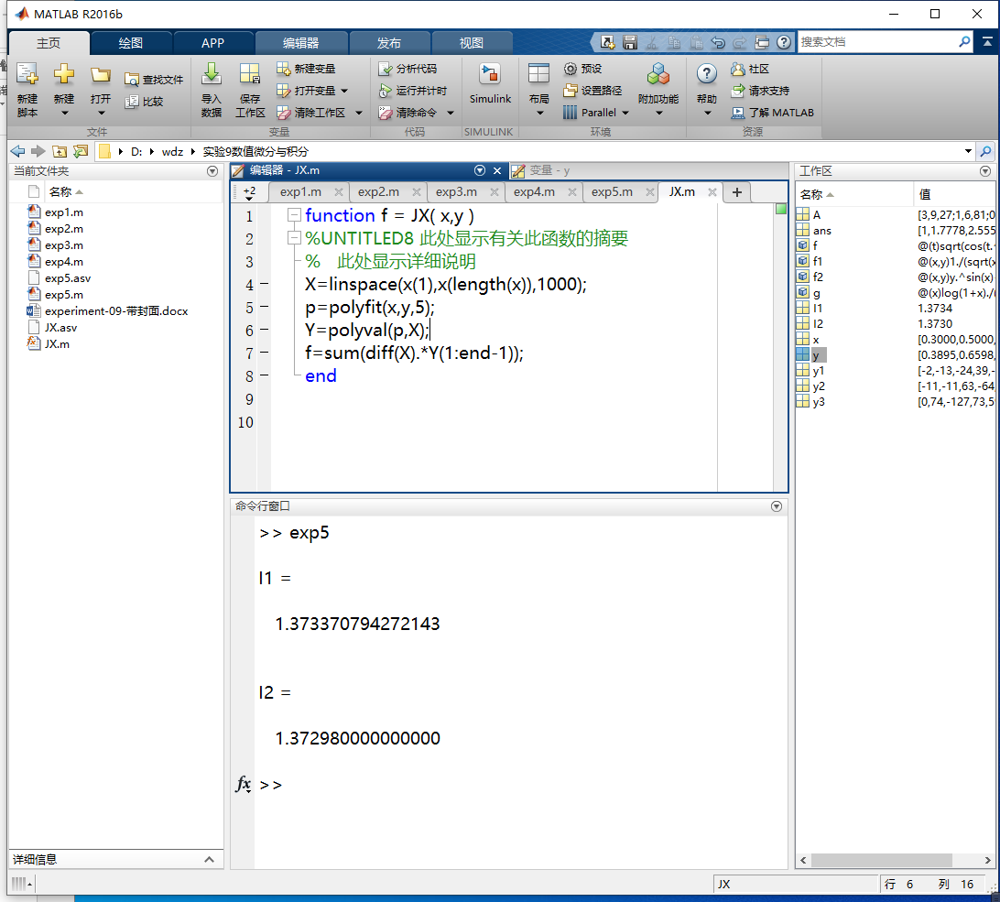 MATLAB R2016b
主页 绘图 APP 编辑器 发布 视图 搜索文档
新建脚本 新建 打开 查找文件 比较 导入数据 保存工作区 新建变量 打开变量 清除工作区 分析代码 运行并计时 清除命令 Simulink 布局 预设 设置路径 Parallel 附加功能 帮助 社区 请求支持 了解 MATLAB
文件 变量 代码 SIMULINK 环境 资源
D: wdz 实验9数值微分与积分
当前文件夹
名称
exp1.m
exp2.m
exp3.m
exp4.m
exp5.asv
exp5.m
experiment-09-带封面.docx
JX.asv
JX.m
详细信息
编辑器 - JX.m 变量 - y
+2 exp1.m exp2.m exp3.m exp4.m exp5.m JX.m +
1 function f = JX( x,y )
2 %UNTITLED8 此处显示有关此函数的摘要
3 % 此处显示详细说明
4 X=linspace(x(1),x(length(x)),1000);
5 p=polyfit(x,y,5);
6 Y=polyval(p,X);
7 f=sum(diff(X).*Y(1:end-1));
8 end
9
10
命令行窗口
>> exp5
I1 =
1.373370794272143
I2 =
1.372980000000000
fx >>
工作区
名称 值
A [3,9,27;1,6,81;0
ans [1,1.7778,2.555
f @(t)sqrt(cos(t.
f1 @(x,y)1./(sqrt(x
f2 @(x,y)y.^sin(x)
g @(x)log(1+x)./(
I1 1.3734
I2 1.3730
x [0.3000,0.5000,
y [0.3895,0.6598,
y1 [-2,-13,-24,39,-
y2 [-11,-11,63,-64,
y3 [0,74,-127,73,5
JX 行 6 列 16